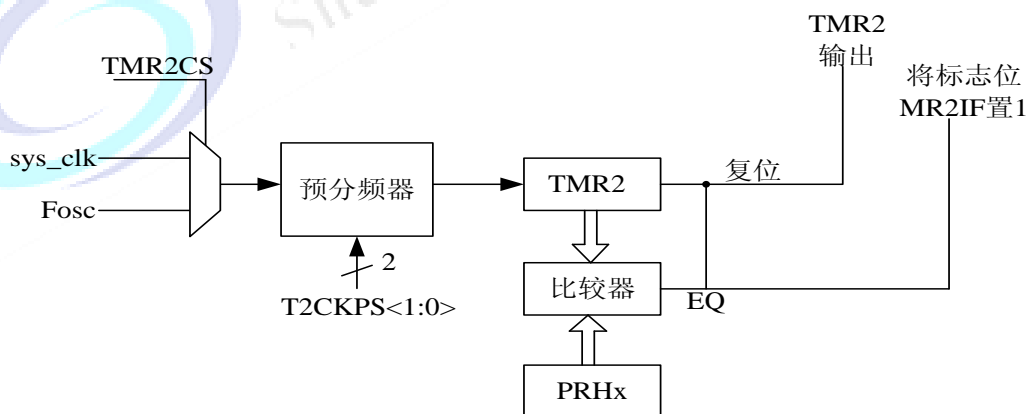 TMR2
输出
将标志位
MR2IF置1
TMR2CS
sys_clk
Fosc
预分频器
TMR2
复位
2
T2CKPS<1:0>
比较器
EQ
PRHx